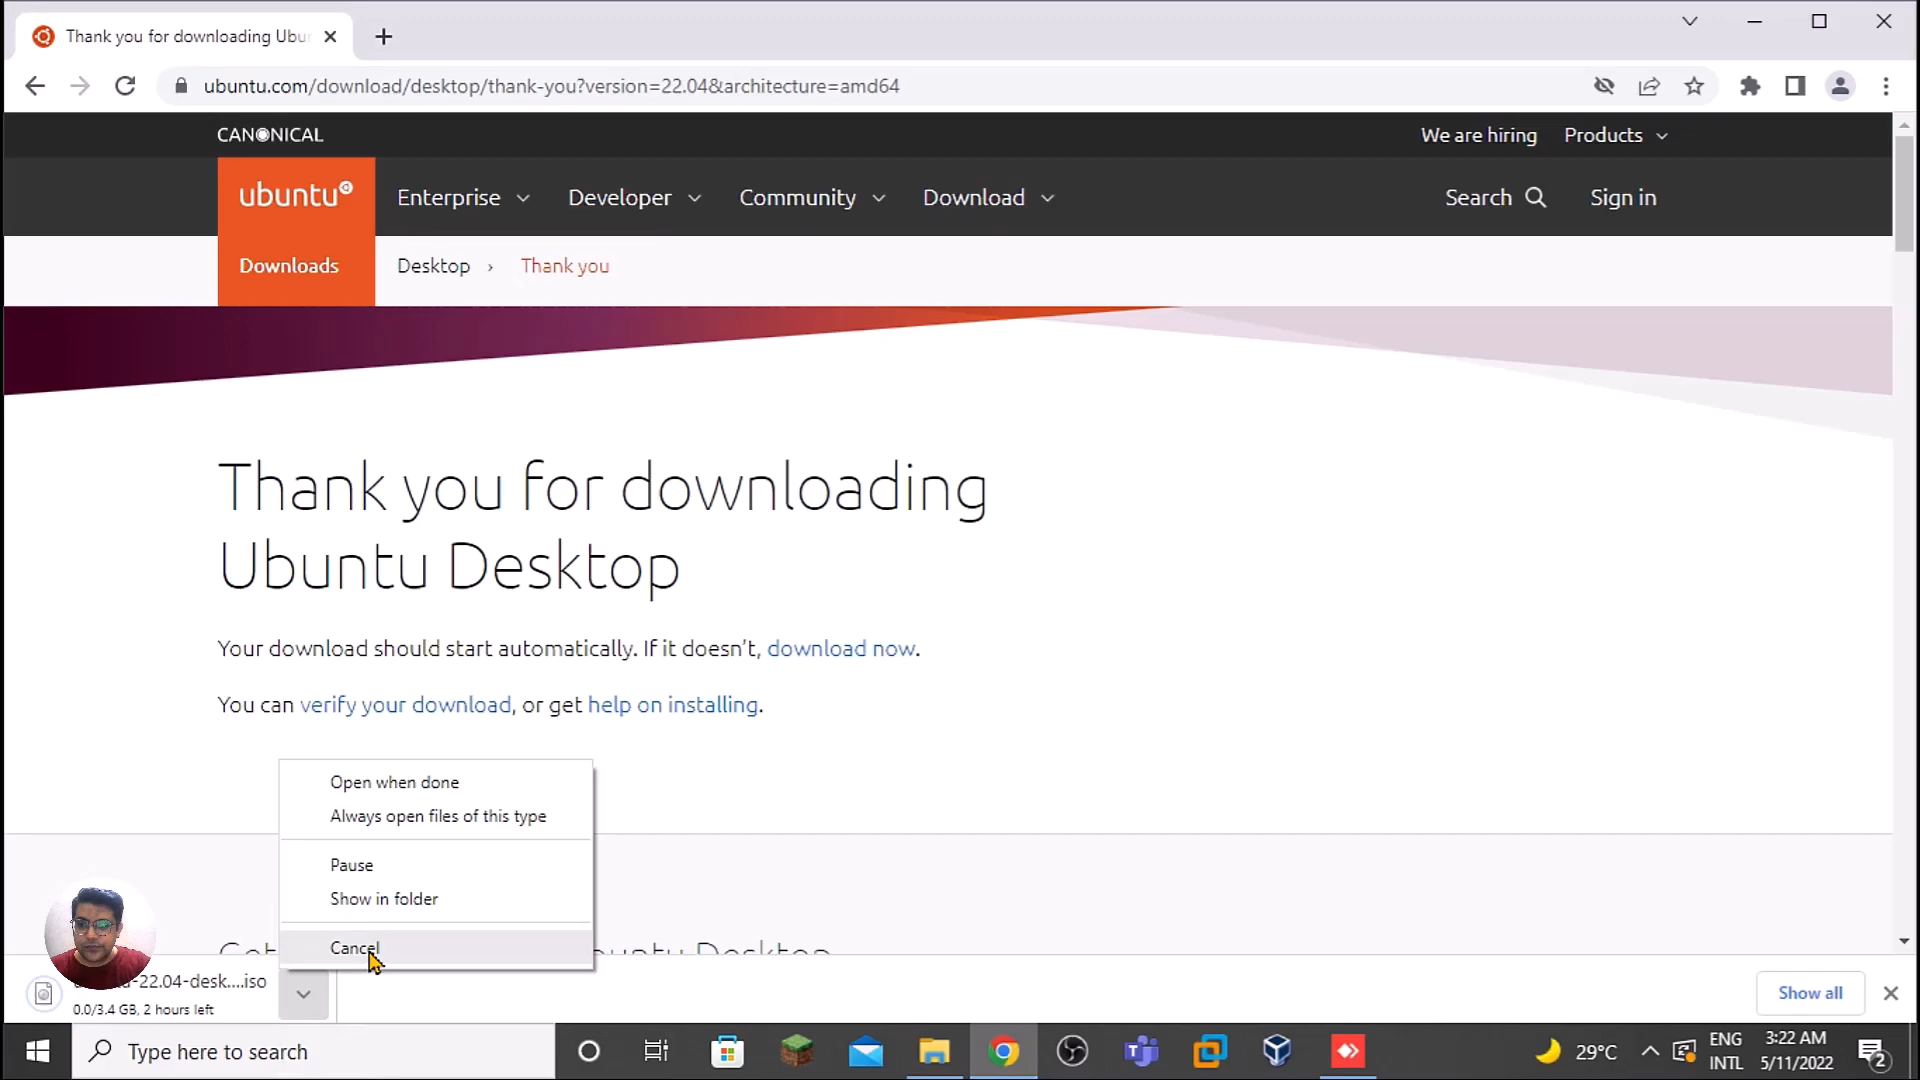 Thank you for downloading Ubu
ubuntu.com/download/desktop/thank-you?version=22.04&architecture=amd64
CANONICAL
We are hiring
Products
ubuntu
Enterprise
Developer
Community
Download
Search
Sign in
Downloads
Desktop › Thank you
Thank you for downloading
Ubuntu Desktop
Your download should start automatically. If it doesn't, download now.
You can verify your download, or get help on installing.
Open when done
Always open files of this type
Pause
Show in folder
Cancel
Ubuntu Desktop
-22.04-desk....iso
0.0/3.4 GB, 2 hours left
Show all
Type here to search
29°C
ENG
INTL
3:22 AM
5/11/2022
2